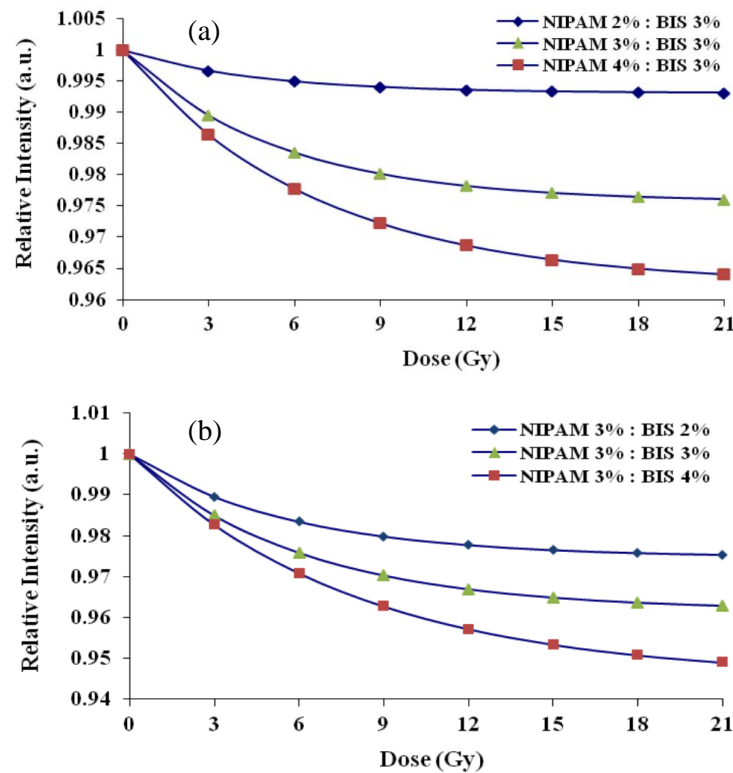 (a)
NIPAM 2% : BIS 3%
NIPAM 3% : BIS 3%
NIPAM 4% : BIS 3%
Relative Intensity (a.u.)
1.005
1
0.995
0.99
0.985
0.98
0.975
0.97
0.965
0.96
0 3 6 9 12 15 18 21
Dose (Gy)
(b)
NIPAM 3% : BIS 2%
NIPAM 3% : BIS 3%
NIPAM 3% : BIS 4%
Relative Intensity (a.u.)
1.01
1
0.99
0.98
0.97
0.96
0.95
0.94
0 3 6 9 12 15 18 21
Dose (Gy)